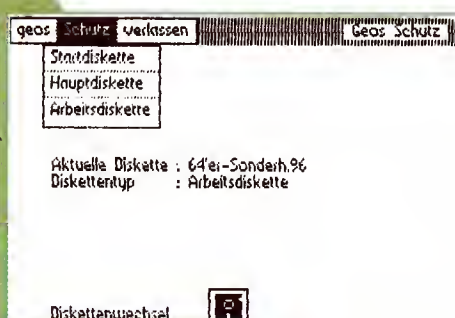 geos Schutz verlassen Geos Schutz
Startdiskette
Hauptdiskette
Arbeitsdiskette
Aktuelle Diskette : 64'er-Sonderh.96
Diskettentyp : Arbeitsdiskette
Diskettenwechsel